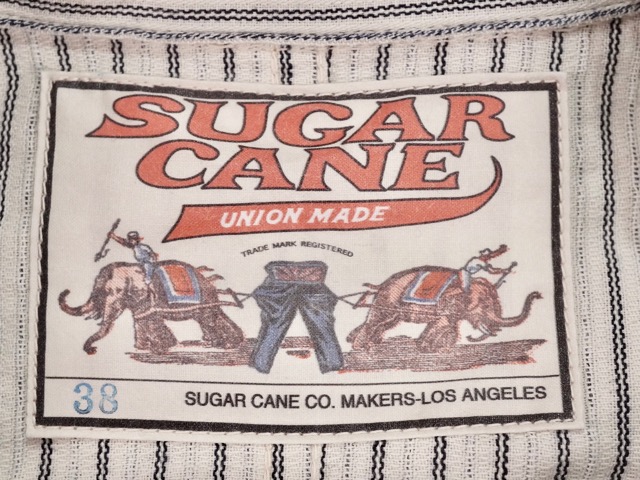 SUGAR
CANE
UNION MADE
TRADE MARK REGISTERED
38
SUGAR CANE CO. MAKERS-LOS ANGELES